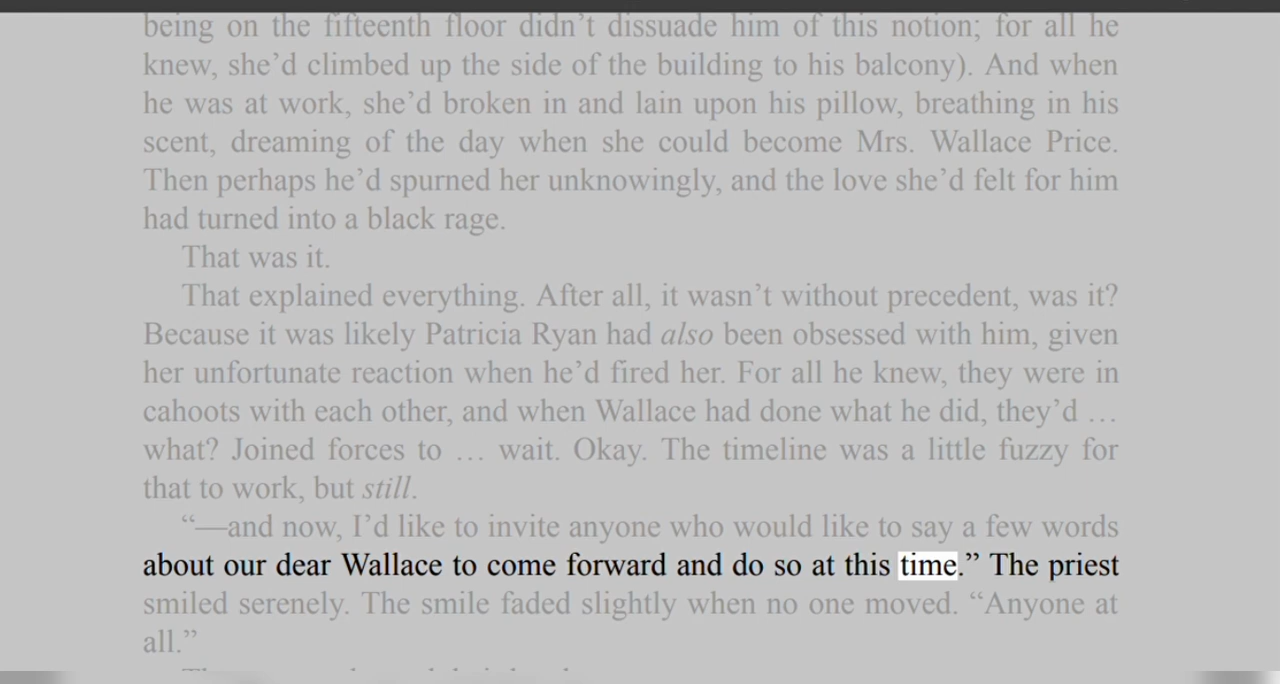 being on the fifteenth floor didn’t dissuade him of this notion; for all he
knew, she’d climbed up the side of the building to his balcony). And when
he was at work, she’d broken in and lain upon his pillow, breathing in his
scent, dreaming of the day when she could become Mrs. Wallace Price.
Then perhaps he’d spurned her unknowingly, and the love she’d felt for him
had turned into a black rage.
That was it.
That explained everything. After all, it wasn’t without precedent, was it?
Because it was likely Patricia Ryan had also been obsessed with him, given
her unfortunate reaction when he’d fired her. For all he knew, they were in
cahoots with each other, and when Wallace had done what he did, they’d …
what? Joined forces to … wait. Okay. The timeline was a little fuzzy for
that to work, but still.
“—and now, I’d like to invite anyone who would like to say a few words
about our dear Wallace to come forward and do so at this time.” The priest
smiled serenely. The smile faded slightly when no one moved. “Anyone at
all.”